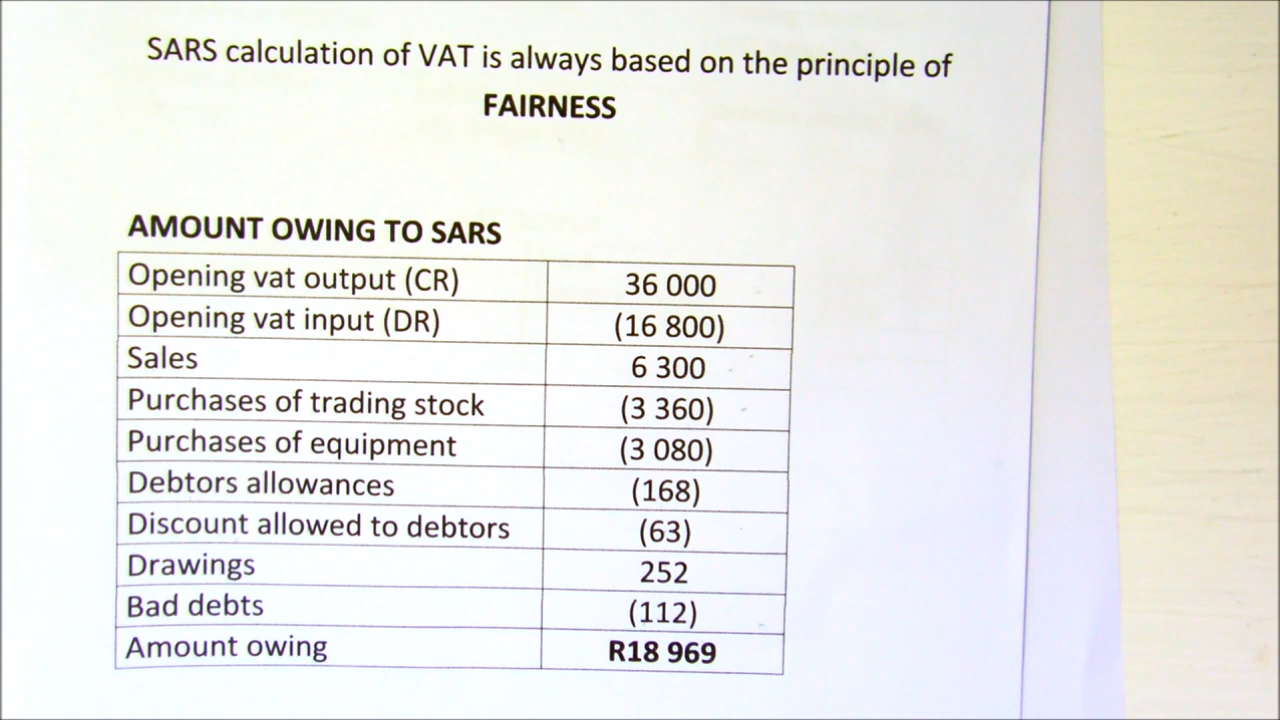 SARS calculation of VAT is always based on the principle of
FAIRNESS
AMOUNT OWING TO SARS
Opening vat output (CR) 36 000
Opening vat input (DR) (16 800)
Sales 6 300
Purchases of trading stock (3 360)
Purchases of equipment (3 080)
Debtors allowances (168)
Discount allowed to debtors (63)
Drawings 252
Bad debts (112)
Amount owing R18 969